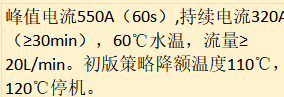 峰值电流550A（60s）,持续电流320A
（≥30min），60℃水温，流量≥
20L/min。初版策略降额温度110℃，
120℃停机。